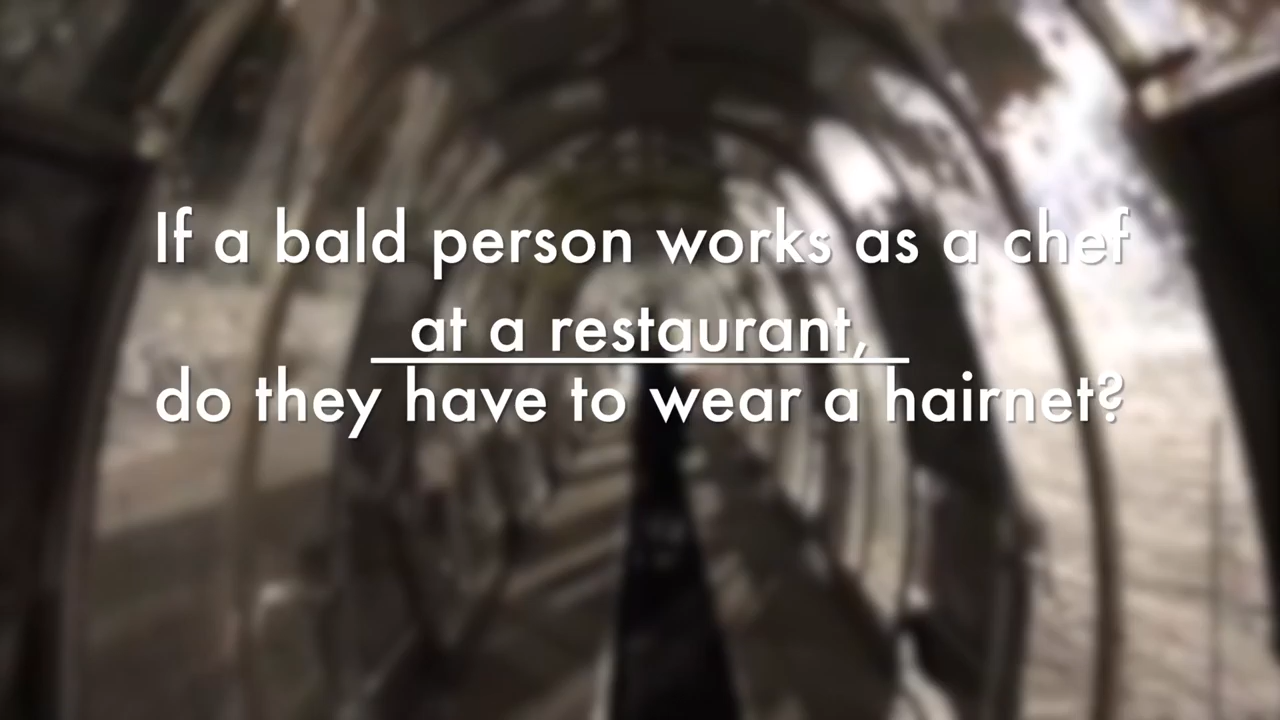 If a bald person works as a chef
at a restaurant,
do they have to wear a hairnet?